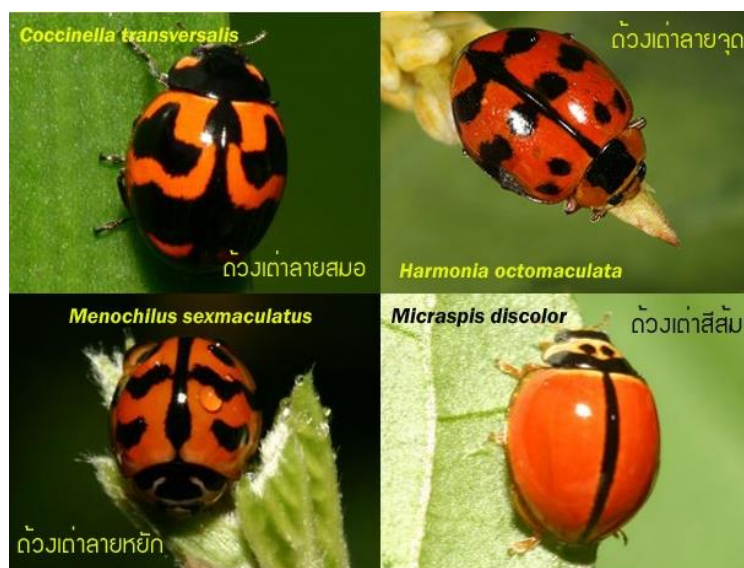 Coccinella transversalis
ด้วงเต่าลายสมอ
ด้วงเต่าลายจุด
Harmonia octomaculata
Menochilus sexmaculatus
ด้วงเต่าลายหยัก
Micraspis discolor
ด้วงเต่าสีส้ม